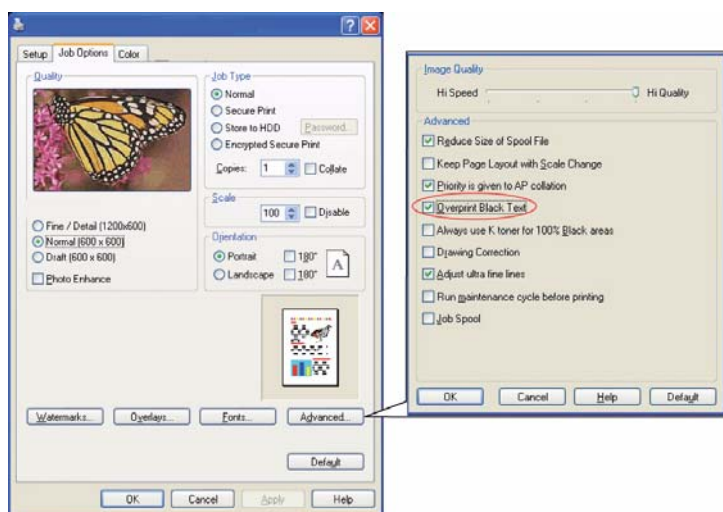 Setup Job Options Color
Quality
Fine / Detail (1200x600)
Normal (600 x 600)
Draft (600 x 600)
Photo Enhance
Job Type
Normal
Secure Print
Store to HDD Password...
Encrypted Secure Print
Copies: 1 Collate
Scale
100 Disable
Orientation
Portrait 180°
Landscape 180°
A
Watermarks... Overlays... Fonts... Advanced...
Default
OK Cancel Apply Help
Image Quality
Hi Speed Hi Quality
Advanced
Reduce Size of Spool File
Keep Page Layout with Scale Change
Priority is given to AP collation
Overprint Black Text
Always use K toner for 100% Black areas
Drawing Correction
Adjust ultra fine lines
Run maintenance cycle before printing
Job Spool
OK Cancel Help Default